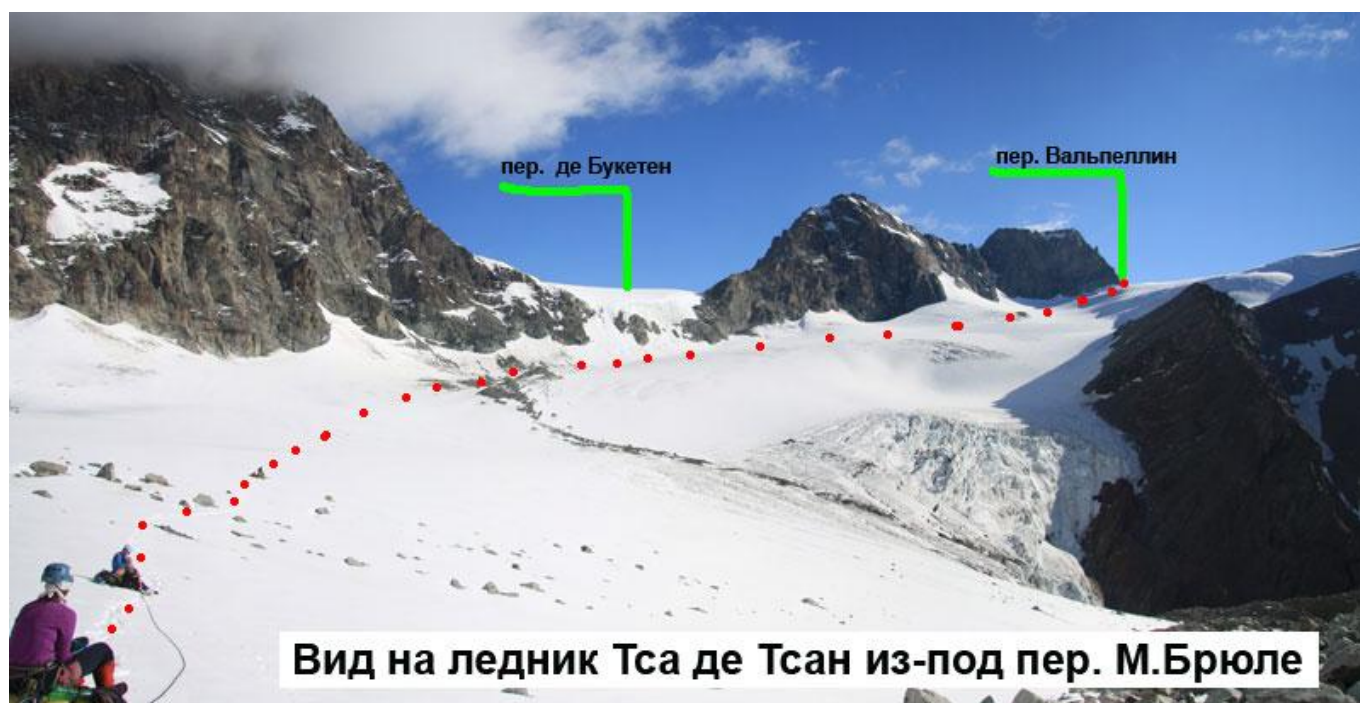 пер. де Букетен
пер. Вальпеллин
Вид на ледник Тса де Тсан из-под пер. М.Брюле